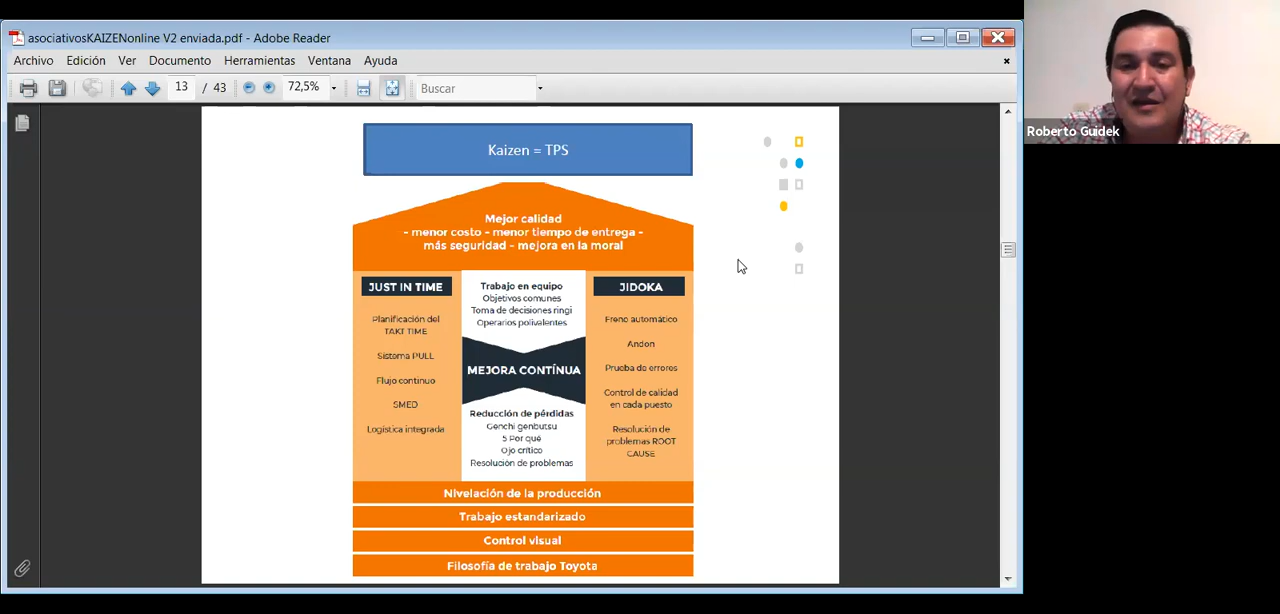 asociativosKAIZENonline V2 enviada.pdf - Adobe Reader
Archivo Edición Ver Documento Herramientas Ventana Ayuda
13 / 43 72,5% Buscar
Roberto Guidek
Kaizen = TPS
Mejor calidad
- menor costo - menor tiempo de entrega -
más seguridad - mejora en la moral
JUST IN TIME
Planificación del
TAKT TIME
Sistema PULL
Flujo continuo
SMED
Logística integrada
Trabajo en equipo
Objetivos comunes
Toma de decisiones ringi
Operarios polivalentes
MEJORA CONTÍNUA
Reducción de pérdidas
Genchi genbutsu
5 Por qué
Ojo crítico
Resolución de problemas
JIDOKA
Freno automático
Andon
Prueba de errores
Control de calidad
en cada puesto
Resolución de
problemas ROOT
CAUSE
Nivelación de la producción
Trabajo estandarizado
Control visual
Filosofía de trabajo Toyota